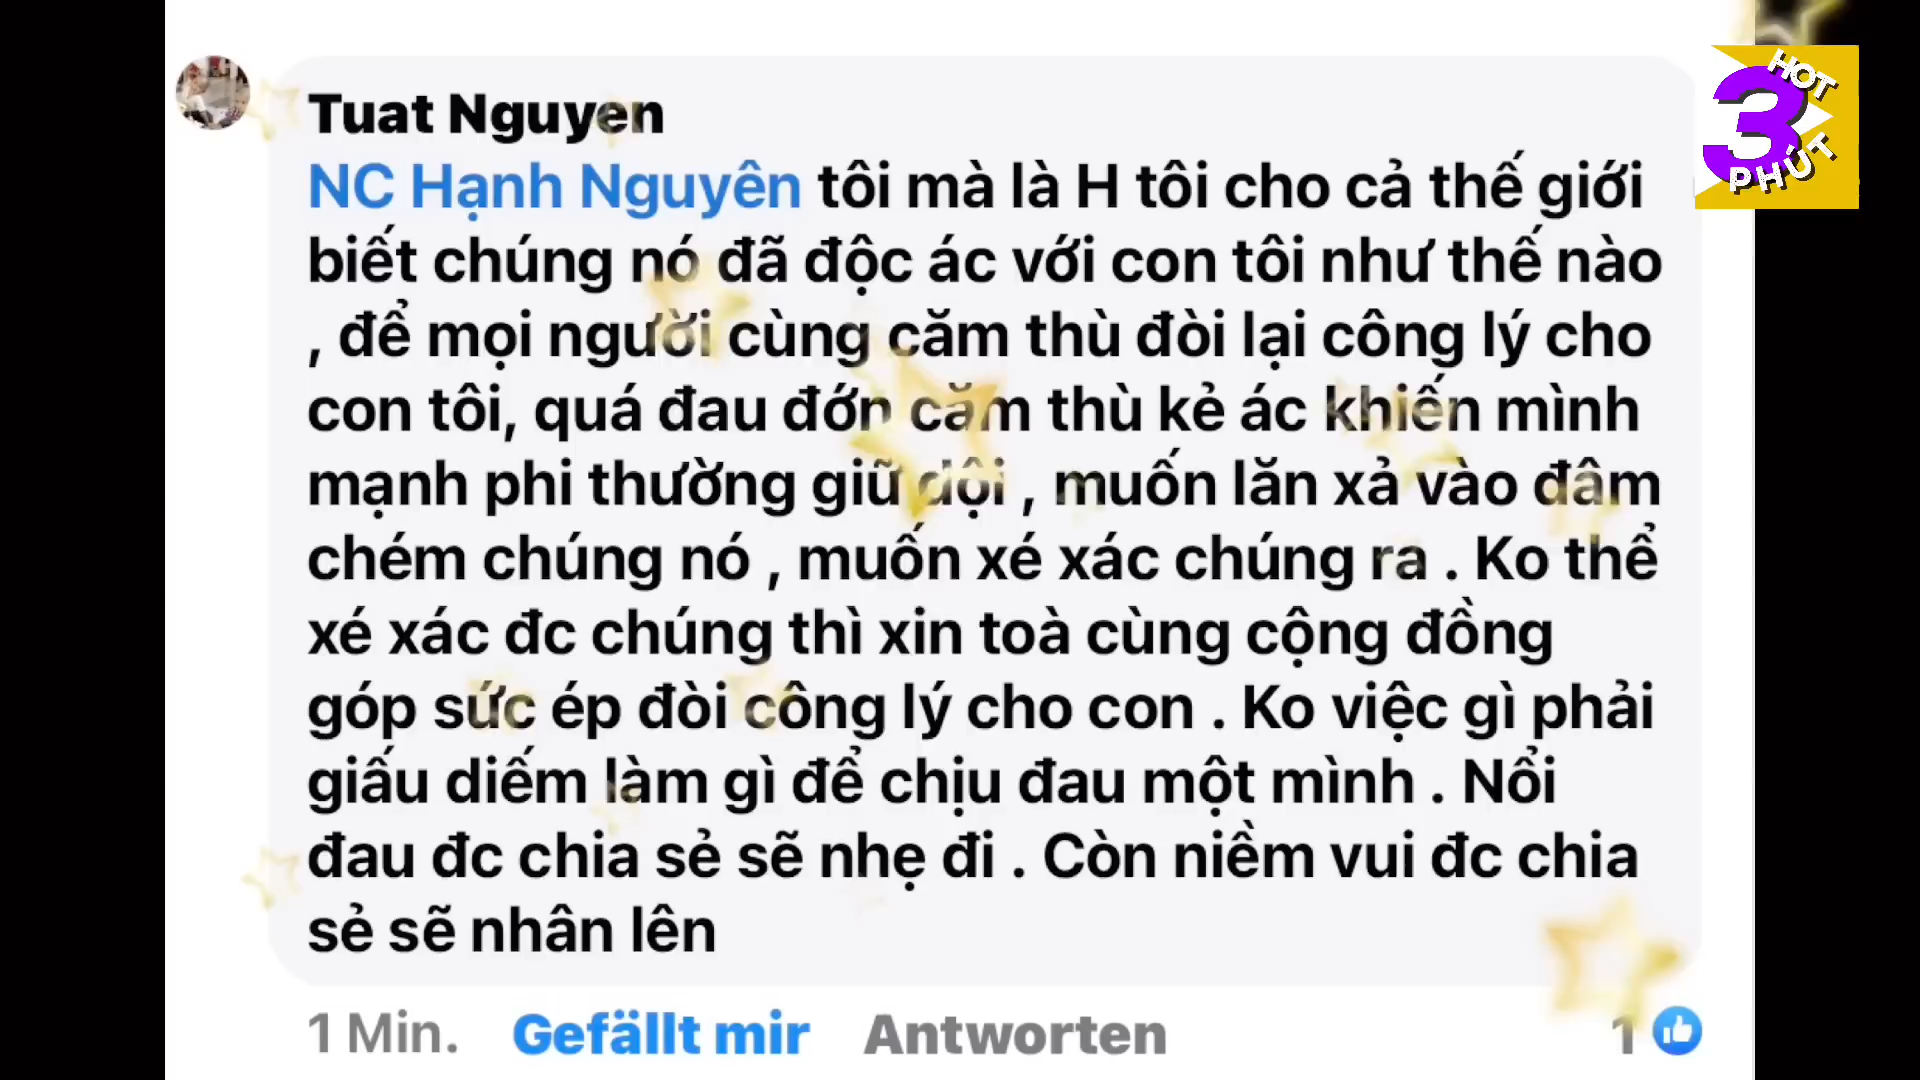 HOT
3
PHÚT
Tuat Nguyen
NC Hạnh Nguyên tôi mà là H tôi cho cả thế giới
biết chúng nó đã độc ác với con tôi như thế nào
, để mọi người cùng căm thù đòi lại công lý cho
con tôi, quá đau đớn căm thù kẻ ác khiến mình
mạnh phi thường giữ dội , muốn lăn xả vào đâm
chém chúng nó , muốn xé xác chúng ra . Ko thể
xé xác đc chúng thì xin toà cùng cộng đồng
góp sức ép đòi công lý cho con . Ko việc gì phải
giấu diếm làm gì để chịu đau một mình . Nổi
đau đc chia sẻ sẽ nhẹ đi . Còn niềm vui đc chia
sẻ sẽ nhân lên
1 Min. Gefällt mir Antworten 1